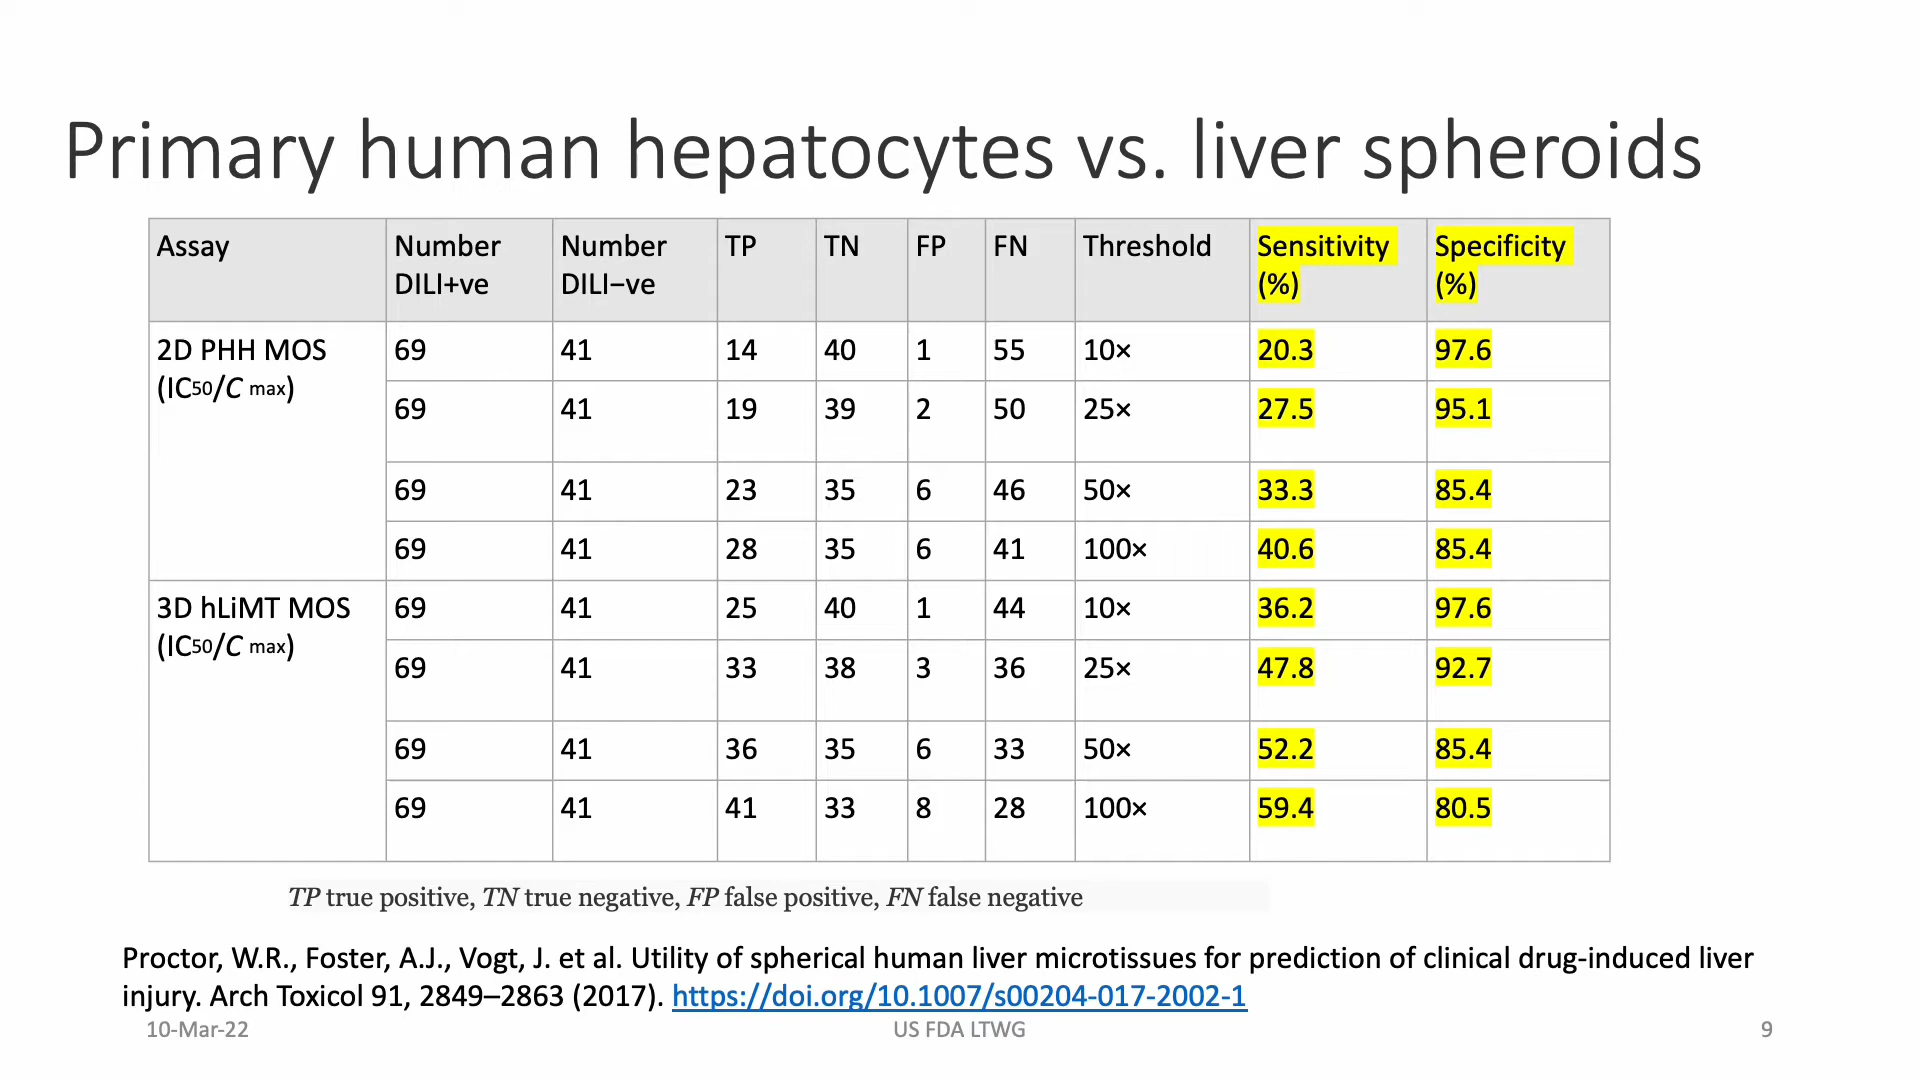 Primary human hepatocytes vs. liver spheroids
Assay Number DILI+ve Number DILI−ve TP TN FP FN Threshold Sensitivity (%) Specificity (%)
2D PHH MOS (IC50/C max) 69 41 14 40 1 55 10× 20.3 97.6
69 41 19 39 2 50 25× 27.5 95.1
69 41 23 35 6 46 50× 33.3 85.4
69 41 28 35 6 41 100× 40.6 85.4
3D hLiMT MOS (IC50/C max) 69 41 25 40 1 44 10× 36.2 97.6
69 41 33 38 3 36 25× 47.8 92.7
69 41 36 35 6 33 50× 52.2 85.4
69 41 41 33 8 28 100× 59.4 80.5
TP true positive, TN true negative, FP false positive, FN false negative
Proctor, W.R., Foster, A.J., Vogt, J. et al. Utility of spherical human liver microtissues for prediction of clinical drug-induced liver
injury. Arch Toxicol 91, 2849–2863 (2017). https://doi.org/10.1007/s00204-017-2002-1
10-Mar-22 US FDA LTWG 9